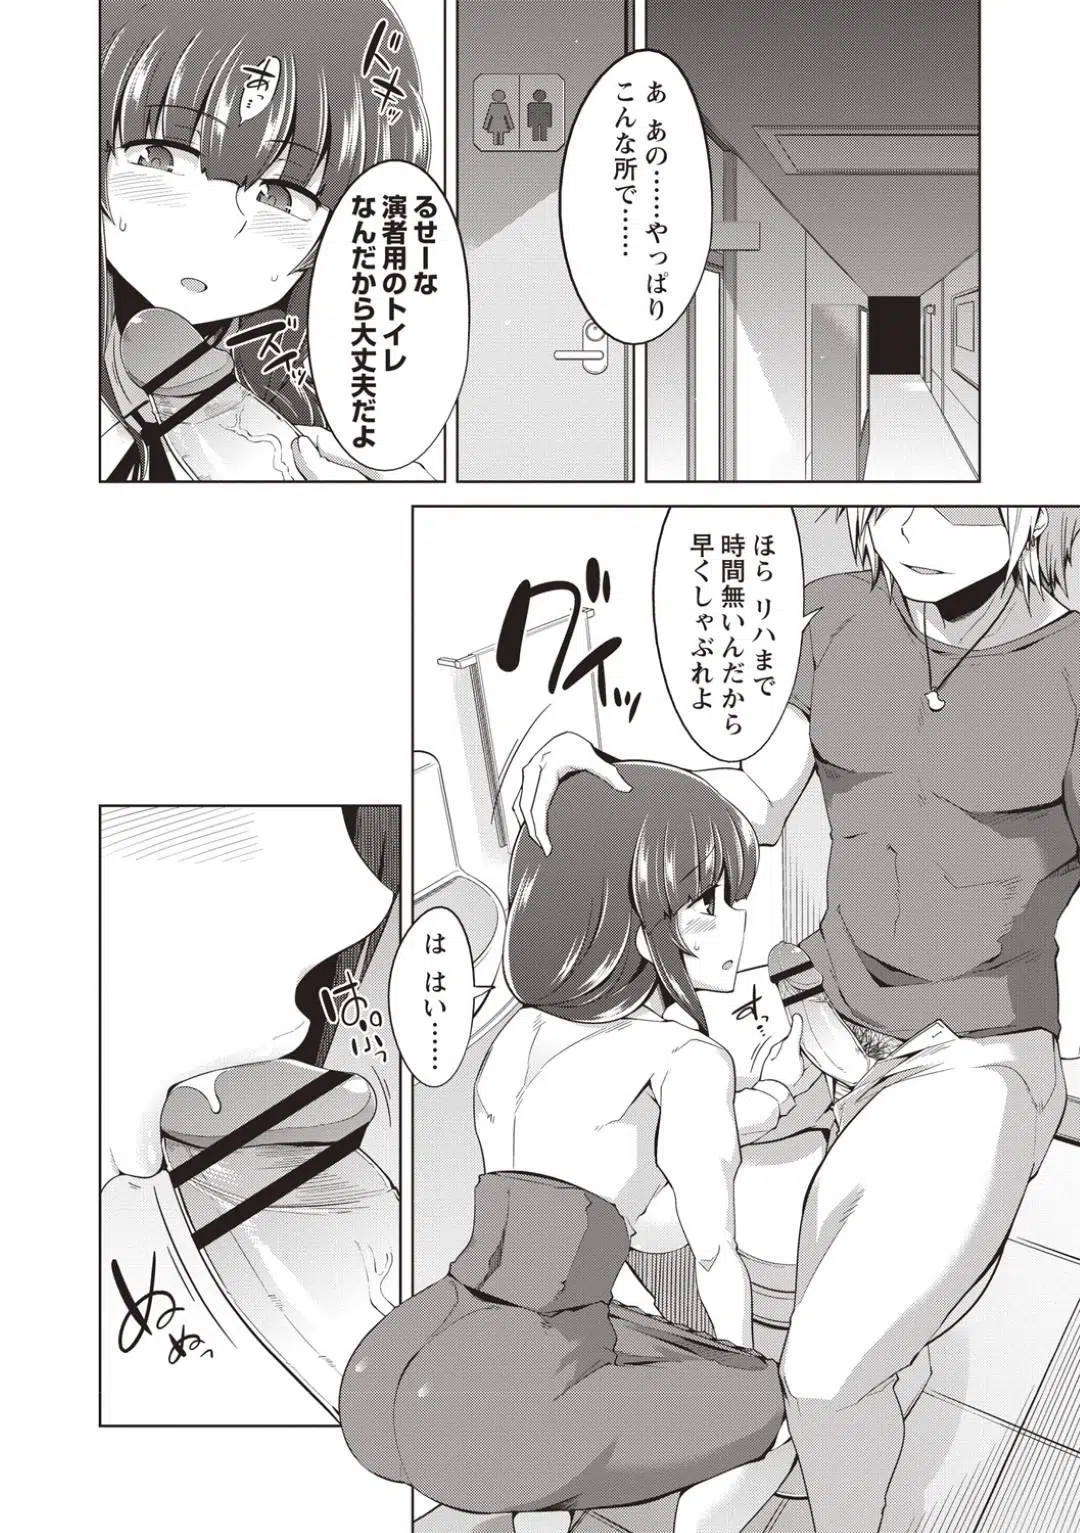 あ あの……やっぱり
こんな所で……
るせーな
演者用のトイレ
なんだから大丈夫だよ
あっ…
ドキッ
ズイッ
ほら リハまで
時間無いんだから
早くしゃぶれよ
グイッ
は はい……
すっ…
ぱぷっ
ぬぬっ